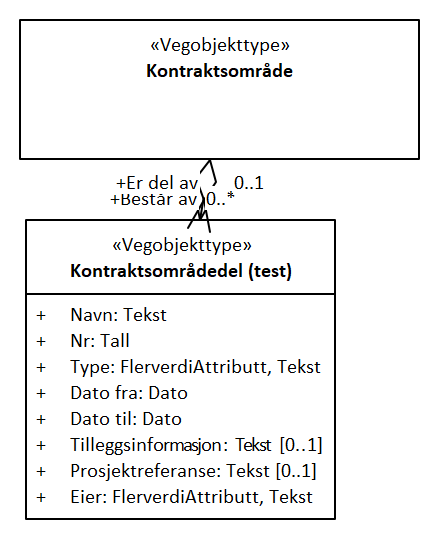 «Vegobjekttype»
Kontraktsområde
+Er del av 0..1
+Består av 0..*
«Vegobjekttype»
Kontraktsområdedel (test)
+ Navn: Tekst
+ Nr: Tall
+ Type: FlerverdiAttributt, Tekst
+ Dato fra: Dato
+ Dato til: Dato
+ Tilleggsinformasjon: Tekst [0..1]
+ Prosjektreferanse: Tekst [0..1]
+ Eier: FlerverdiAttributt, Tekst